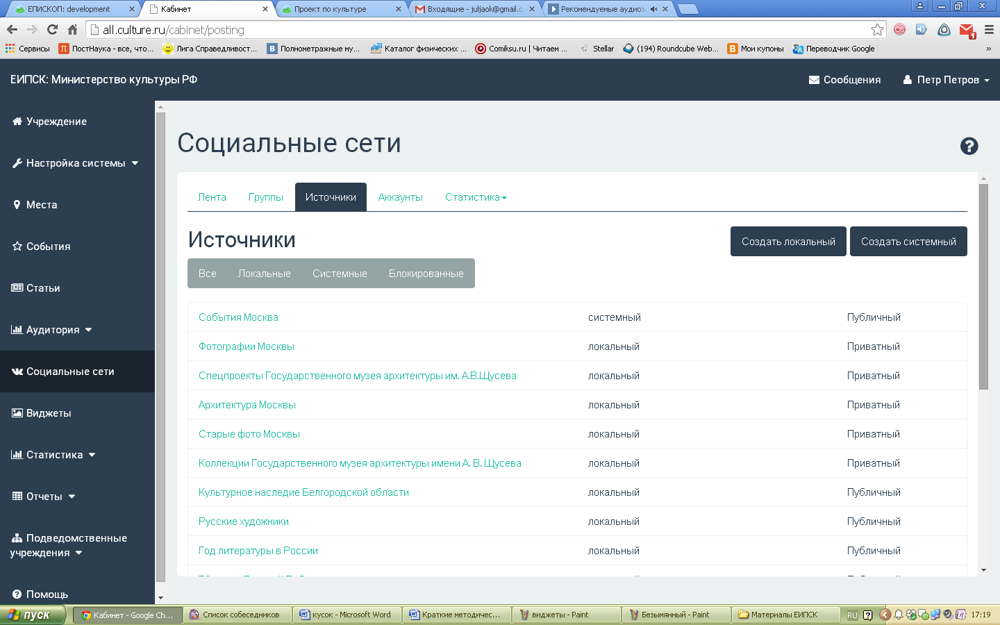 ЕИПСКОП: development
Кабинет
Проект по культуре
Входящие - juljaok@gmail.c
Рекомендуемые аудиоз
all.culture.ru/cabinet/posting
Сервисы
ПостНаука - все, что...
Лига Справедливост...
Полнометражные му...
Каталог физических ...
Comiksu.ru | Читаем ...
Stellar
(194) Roundcube Web...
Мои купоны
Переводчик Google
»
ЕИПСК: Министерство культуры РФ
Сообщения
Петр Петров
Учреждение
Настройка системы
Места
События
Статьи
Аудитория
Социальные сети
Виджеты
Статистика
Отчеты
Подведомственные
учреждения
Помощь
Социальные сети
Лента Группы Источники Аккаунты Статистика
Источники
Создать локальный Создать системный
Все Локальные Системные Блокированные
События Москва системный Публичный
Фотографии Москвы локальный Приватный
Спецпроекты Государственного музея архитектуры им. А.В.Щусева локальный Приватный
Архитектура Москвы локальный Приватный
Старые фото Москвы локальный Приватный
Коллекции Государственного музея архитектуры имени А. В. Щусева локальный Приватный
Культурное наследие Белгородской области локальный Публичный
Русские художники локальный Публичный
Год литературы в России локальный Публичный
пуск
Кабинет - Google Ch...
Список собеседников
кусок - Microsoft Word
Краткие методичес...
виджеты - Paint
Безымянный - Paint
Материалы ЕИПСК
RU
17:19